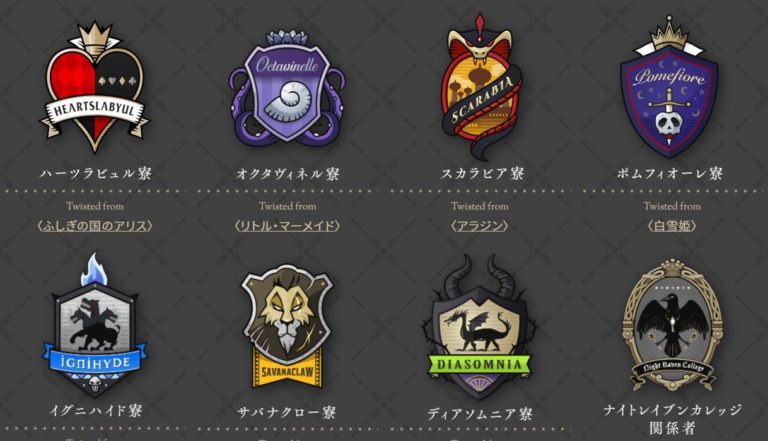 HEARTSLABYUL
Octavinelle
SCARABIA
Pomefiore
ハーツラビュル寮
オクタヴィネル寮
スカラビア寮
ポムフィオーレ寮
Twisted from
Twisted from
Twisted from
Twisted from
〈ふしぎの国のアリス〉
〈リトル・マーメイド〉
〈アラジン〉
〈白雪姫〉
IGNIHYDE
SAVANACLAW
DIASOMNIA
Night Raven College
イグニハイド寮
サバナクロー寮
ディアソムニア寮
ナイトレイブンカレッジ
関係者